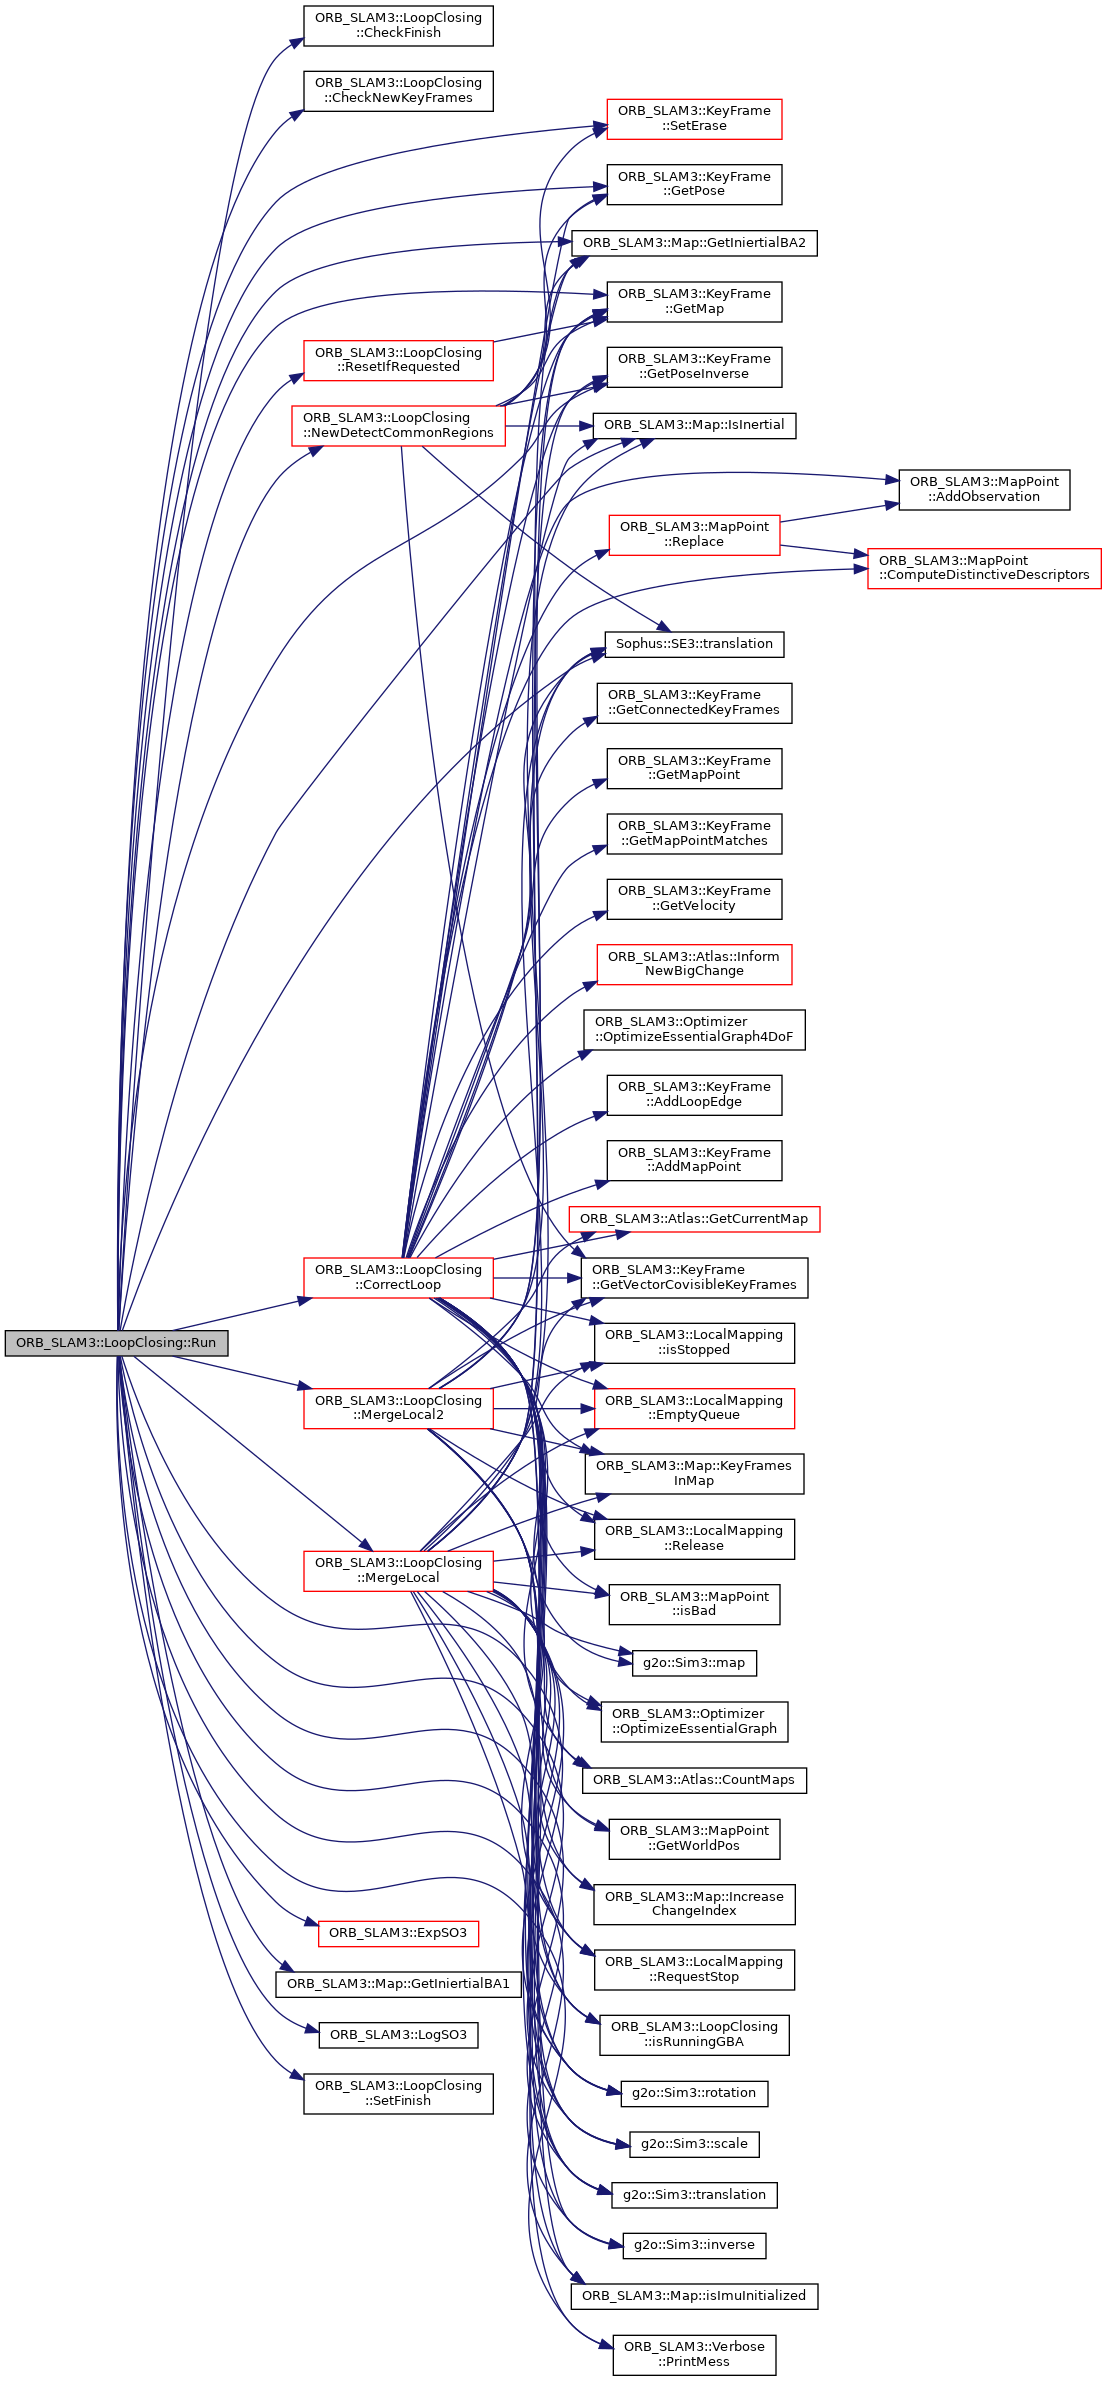 ORB_SLAM3::LoopClosing::Run
ORB_SLAM3::LoopClosing
::CheckFinish
ORB_SLAM3::LoopClosing
::CheckNewKeyFrames
ORB_SLAM3::LoopClosing
::ResetIfRequested
ORB_SLAM3::LoopClosing
::NewDetectCommonRegions
ORB_SLAM3::LoopClosing
::CorrectLoop
ORB_SLAM3::LoopClosing
::MergeLocal2
ORB_SLAM3::LoopClosing
::MergeLocal
ORB_SLAM3::ExpSO3
ORB_SLAM3::Map::GetIniertialBA1
ORB_SLAM3::LogSO3
ORB_SLAM3::LoopClosing
::SetFinish
ORB_SLAM3::KeyFrame
::SetErase
ORB_SLAM3::KeyFrame
::GetPose
ORB_SLAM3::Map::GetIniertialBA2
ORB_SLAM3::KeyFrame
::GetMap
ORB_SLAM3::KeyFrame
::GetPoseInverse
ORB_SLAM3::Map::IsInertial
ORB_SLAM3::MapPoint
::Replace
Sophus::SE3::translation
ORB_SLAM3::KeyFrame
::GetConnectedKeyFrames
ORB_SLAM3::KeyFrame
::GetMapPoint
ORB_SLAM3::KeyFrame
::GetMapPointMatches
ORB_SLAM3::KeyFrame
::GetVelocity
ORB_SLAM3::Atlas::Inform
NewBigChange
ORB_SLAM3::Optimizer
::OptimizeEssentialGraph4DoF
ORB_SLAM3::KeyFrame
::AddLoopEdge
ORB_SLAM3::KeyFrame
::AddMapPoint
ORB_SLAM3::Atlas::GetCurrentMap
ORB_SLAM3::KeyFrame
::GetVectorCovisibleKeyFrames
ORB_SLAM3::LocalMapping
::isStopped
ORB_SLAM3::LocalMapping
::EmptyQueue
ORB_SLAM3::Map::KeyFrames
InMap
ORB_SLAM3::LocalMapping
::Release
ORB_SLAM3::MapPoint
::isBad
g2o::Sim3::map
ORB_SLAM3::Optimizer
::OptimizeEssentialGraph
ORB_SLAM3::Atlas::CountMaps
ORB_SLAM3::MapPoint
::GetWorldPos
ORB_SLAM3::Map::Increase
ChangeIndex
ORB_SLAM3::LocalMapping
::RequestStop
ORB_SLAM3::LoopClosing
::isRunningGBA
g2o::Sim3::rotation
g2o::Sim3::scale
g2o::Sim3::translation
g2o::Sim3::inverse
ORB_SLAM3::Map::isImuInitialized
ORB_SLAM3::Verbose
::PrintMess
ORB_SLAM3::MapPoint
::AddObservation
ORB_SLAM3::MapPoint
::ComputeDistinctiveDescriptors